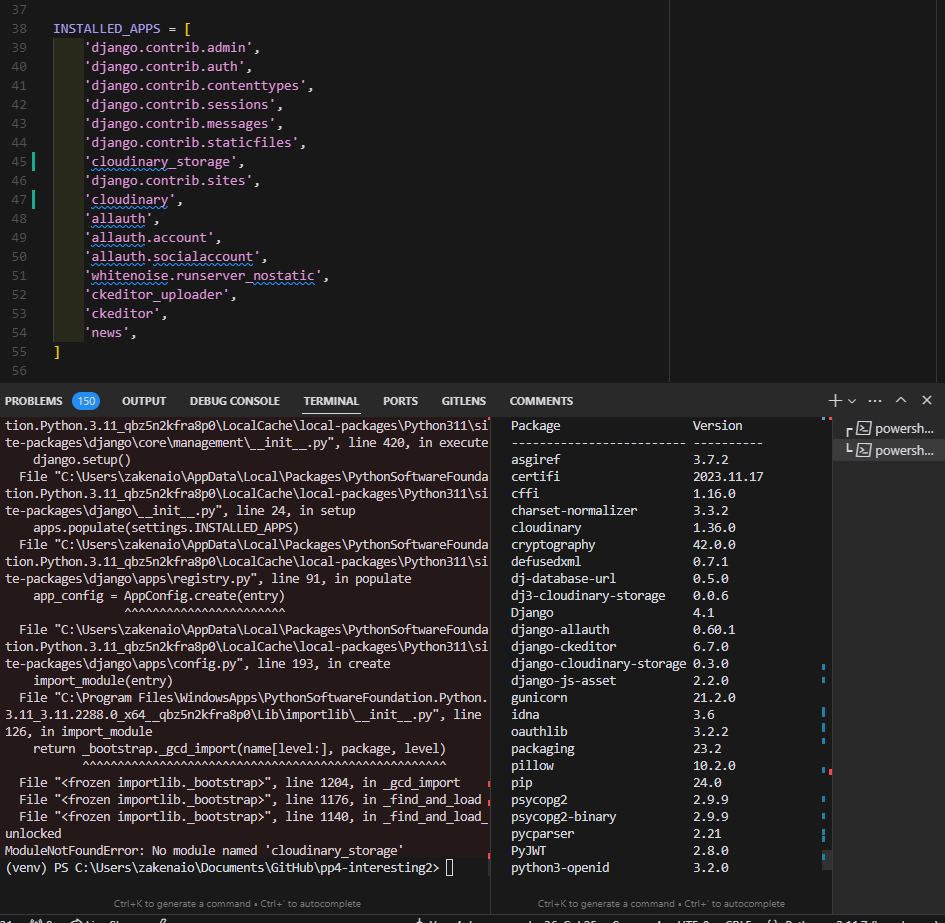 37
38 INSTALLED_APPS = [
39 'django.contrib.admin',
40 'django.contrib.auth',
41 'django.contrib.contenttypes',
42 'django.contrib.sessions',
43 'django.contrib.messages',
44 'django.contrib.staticfiles',
45 'cloudinary_storage',
46 'django.contrib.sites',
47 'cloudinary',
48 'allauth',
49 'allauth.account',
50 'allauth.socialaccount',
51 'whitenoise.runserver_nostatic',
52 'ckeditor_uploader',
53 'ckeditor',
54 'news',
55 ]
56
PROBLEMS 150 OUTPUT DEBUG CONSOLE TERMINAL PORTS GITLENS COMMENTS
tion.Python.3.11_qbz5n2kfra8p0\LocalCache\local-packages\Python311\si
te-packages\django\core\management\__init__.py", line 420, in execute
django.setup()
File "C:\Users\zakenaio\AppData\Local\Packages\PythonSoftwareFounda
tion.Python.3.11_qbz5n2kfra8p0\LocalCache\local-packages\Python311\si
te-packages\django\__init__.py", line 24, in setup
apps.populate(settings.INSTALLED_APPS)
File "C:\Users\zakenaio\AppData\Local\Packages\PythonSoftwareFounda
tion.Python.3.11_qbz5n2kfra8p0\LocalCache\local-packages\Python311\si
te-packages\django\apps\registry.py", line 91, in populate
app_config = AppConfig.create(entry)
^^^^^^^^^^^^^^^^^^^^^^^
File "C:\Users\zakenaio\AppData\Local\Packages\PythonSoftwareFounda
tion.Python.3.11_qbz5n2kfra8p0\LocalCache\local-packages\Python311\si
te-packages\django\apps\config.py", line 193, in create
import_module(entry)
File "C:\Program Files\WindowsApps\PythonSoftwareFoundation.Python.
3.11_3.11.2288.0_x64__qbz5n2kfra8p0\Lib\importlib\__init__.py", line
126, in import_module
return _bootstrap._gcd_import(name[level:], package, level)
^^^^^^^^^^^^^^^^^^^^^^^^^^^^^^^^^^^^^^^^^^^^^^^^^^^^
File "<frozen importlib._bootstrap>", line 1204, in _gcd_import
File "<frozen importlib._bootstrap>", line 1176, in _find_and_load
File "<frozen importlib._bootstrap>", line 1140, in _find_and_load_
unlocked
ModuleNotFoundError: No module named 'cloudinary_storage'
(venv) PS C:\Users\zakenaio\Documents\GitHub\pp4-interesting2>
Ctrl+K to generate a command • Ctrl+' to autocomplete
Package Version
------------------------- ----------
asgiref 3.7.2
certifi 2023.11.17
cffi 1.16.0
charset-normalizer 3.3.2
cloudinary 1.36.0
cryptography 42.0.0
defusedxml 0.7.1
dj-database-url 0.5.0
dj3-cloudinary-storage 0.0.6
Django 4.1
django-allauth 0.60.1
django-ckeditor 6.7.0
django-cloudinary-storage 0.3.0
django-js-asset 2.2.0
gunicorn 21.2.0
idna 3.6
oauthlib 3.2.2
packaging 23.2
pillow 10.2.0
pip 24.0
psycopg2 2.9.9
psycopg2-binary 2.9.9
pycparser 2.21
PyJWT 2.8.0
python3-openid 3.2.0
Ctrl+K to generate a command • Ctrl+' to autocomplete
powersh...
powersh...